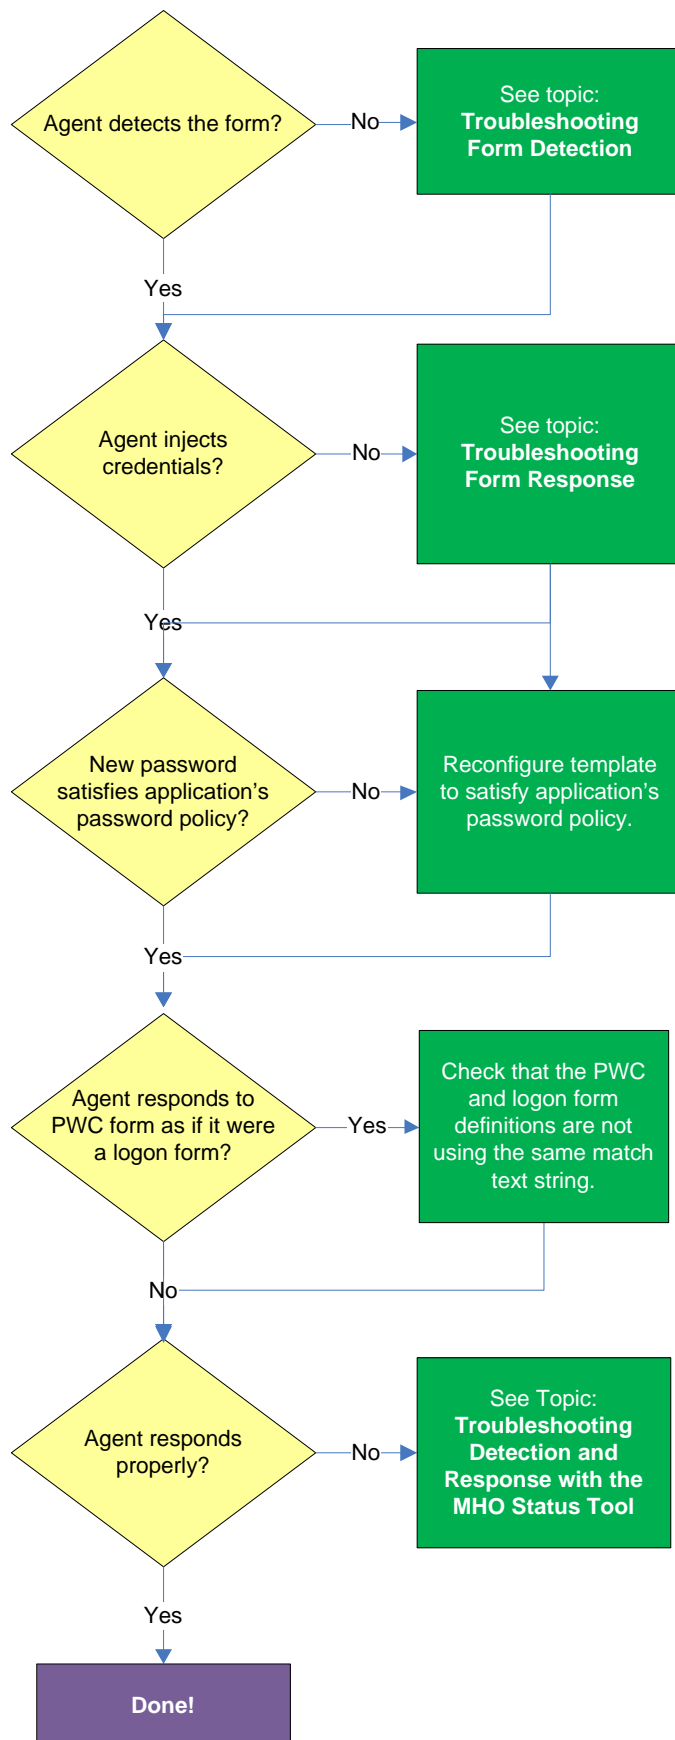 Agent detects the form?
No
See topic:
Troubleshooting
Form Detection
Yes
Agent injects
credentials?
No
See topic:
Troubleshooting
Form Response
Yes
New password
satisfies application's
password policy?
No
Reconfigure template
to satisfy application's
password policy.
Yes
Agent responds to
PWC form as if it were
a logon form?
Yes
Check that the PWC
and logon form
definitions are not
using the same match
text string.
No
Agent responds
properly?
No
See Topic:
Troubleshooting
Detection and
Response with the
MHO Status Tool
Yes
Done!